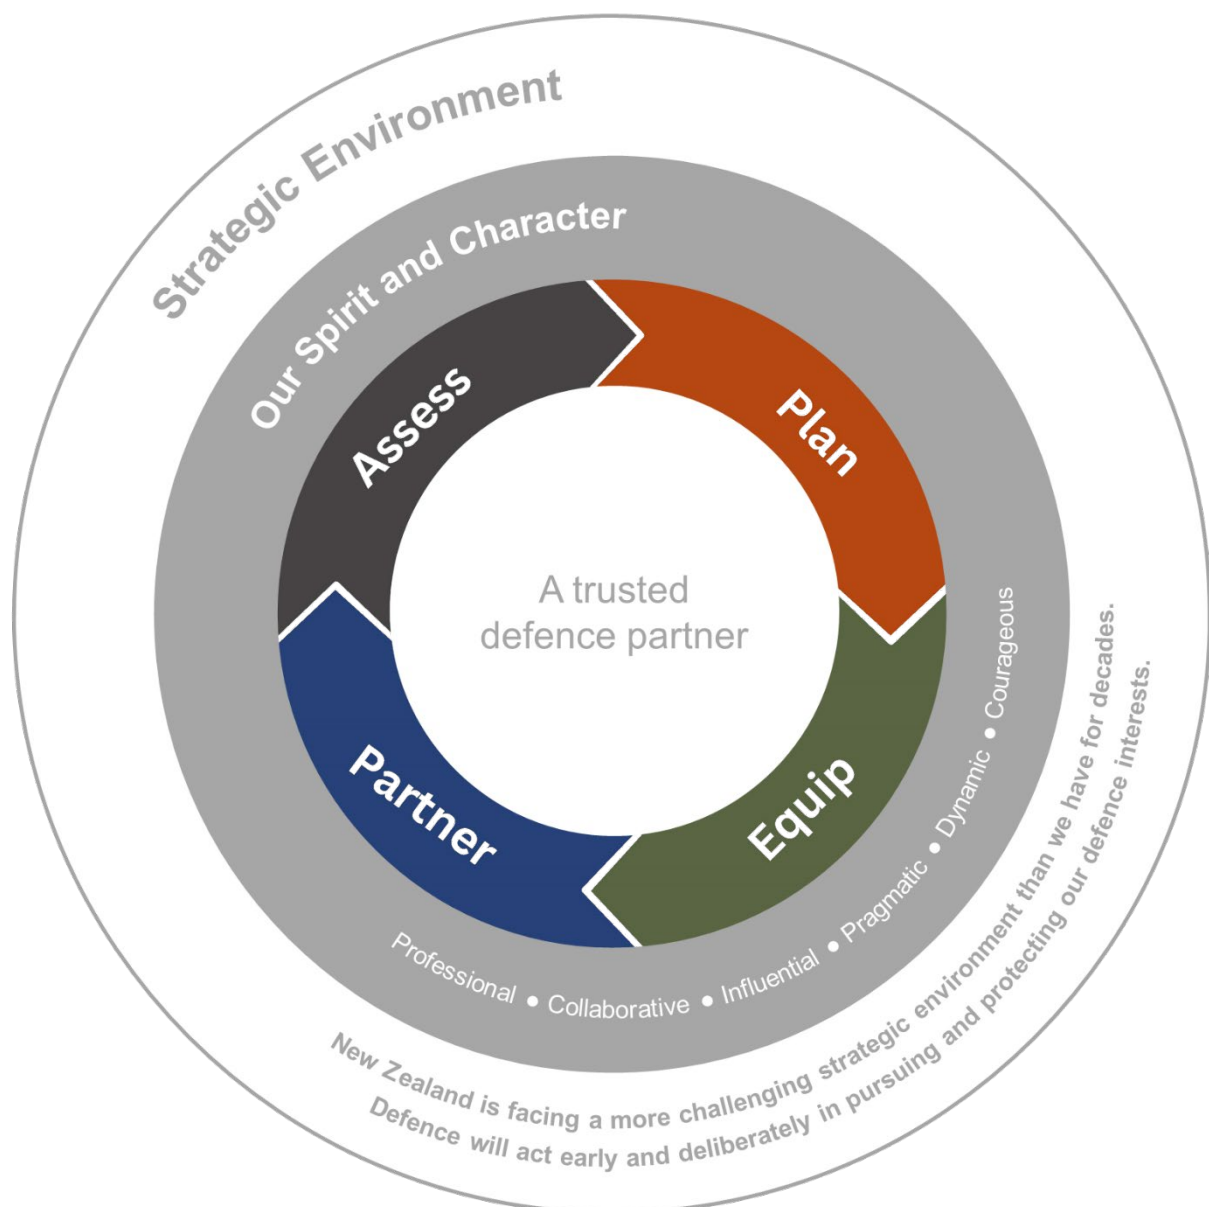 Strategic Environment
Our Spirit and Character
Assess
Plan
Equip
Partner
A trusted
defence partner
Professional ● Collaborative ● Influential ● Pragmatic ● Dynamic ● Courageous
New Zealand is facing a more challenging strategic environment than we have for decades.
Defence will act early and deliberately in pursuing and protecting our defence interests.